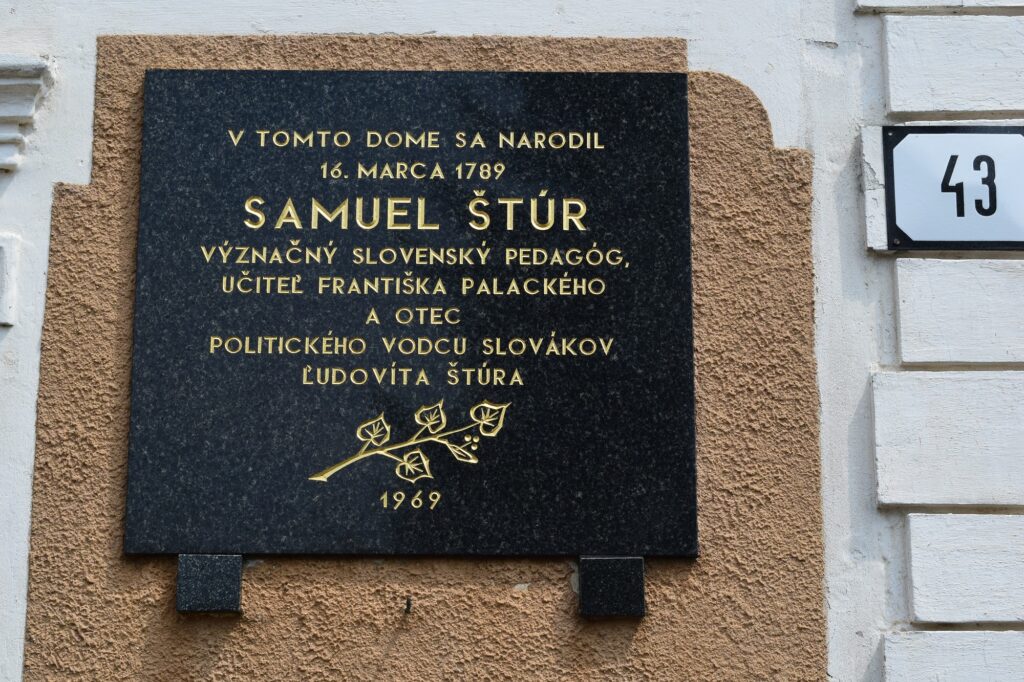 V TOMTO DOME SA NARODIL
16. MARCA 1789
SAMUEL ŠTÚR
VÝZNAČNÝ SLOVENSKÝ PEDAGÓG,
UČITEĽ FRANTIŠKA PALACKÉHO
A OTEC
POLITICKÉHO VODCU SLOVÁKOV
ĽUDOVÍTA ŠTÚRA
1969
43